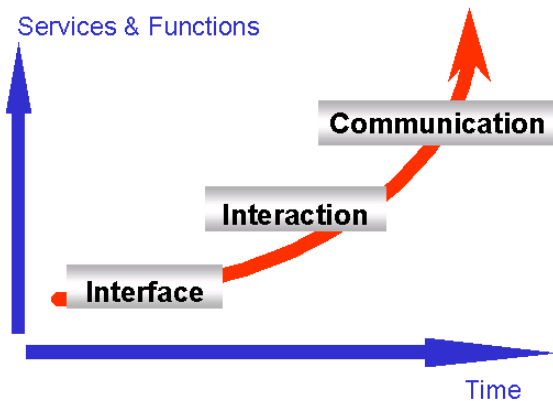 Services & Functions
Communication
Interaction
Interface
Time